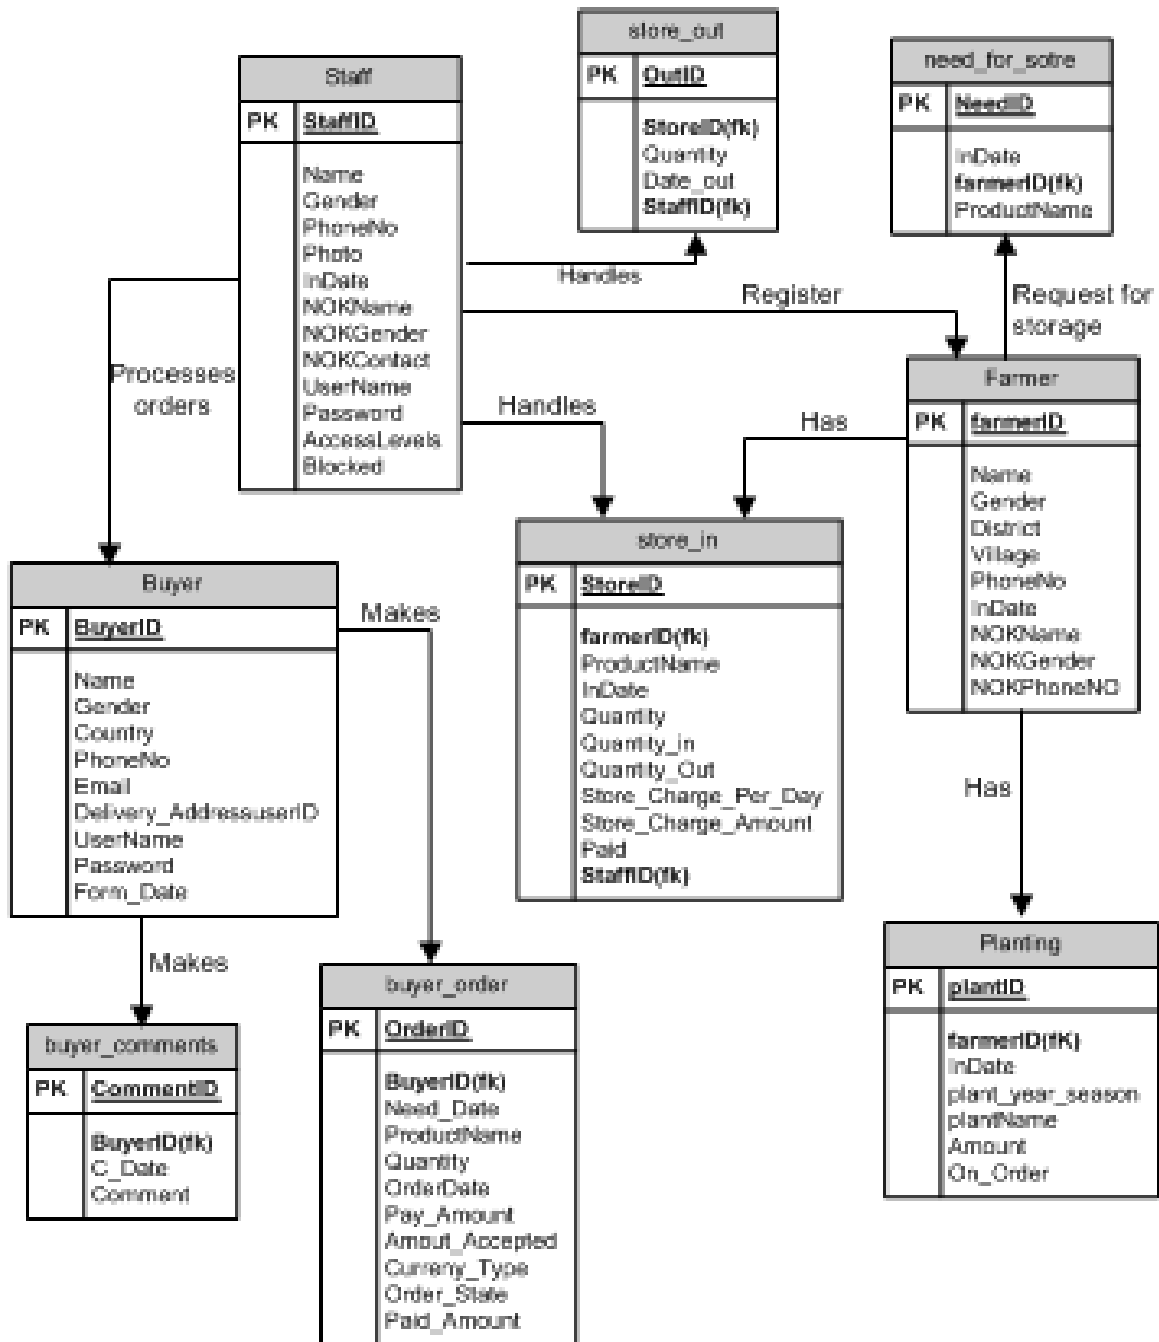 store_out
PK OutID
StoreID(fk)
Quantity
Date_out
StaffID(fk)
need_for_sotre
PK NeedID
InDate
farmerID(fk)
ProductName
Staff
PK StaffID
Name
Gender
PhoneNo
Photo
InDate
NOKName
NOKGender
NOKContact
UserName
Password
AccessLevels
Blocked
Handles
Register
Request for
storage
Processes
orders
Handles
Has
Farmer
PK farmerID
Name
Gender
District
Village
PhoneNo
InDate
NOKName
NOKGender
NOKPhoneNO
store_in
PK StoreID
farmerID(fk)
ProductName
InDate
Quantity
Quantity_in
Quantity_Out
Store_Charge_Per_Day
Store_Charge_Amount
Paid
StaffID(fk)
Buyer
PK BuyerID
Name
Gender
Country
PhoneNo
Email
Delivery_AddressuserID
UserName
Password
Form_Date
Makes
Has
Makes
buyer_order
PK OrderID
BuyerID(fk)
Need_Date
ProductName
Quantity
OrderDate
Pay_Amount
Amout_Accepted
Curreny_Type
Order_State
Paid_Amount
Planting
PK plantID
farmerID(fK)
InDate
plant_year_season
plantName
Amount
On_Order
buyer_comments
PK CommentID
BuyerID(fk)
C_Date
Comment